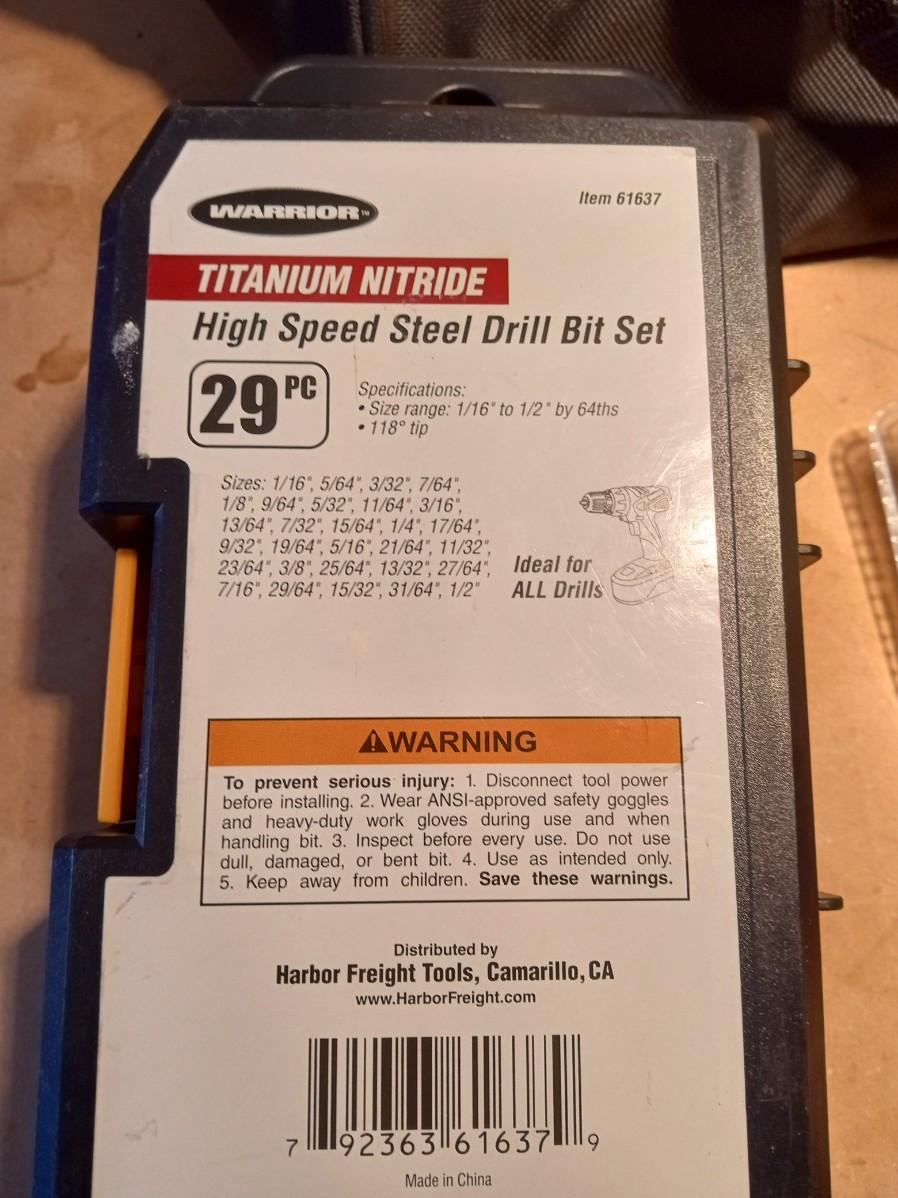 WARRIOR™
Item 61637
TITANIUM NITRIDE
High Speed Steel Drill Bit Set
29 PC
Specifications:
• Size range: 1/16" to 1/2" by 64ths
• 118° tip
Sizes: 1/16", 5/64", 3/32", 7/64",
1/8", 9/64", 5/32", 11/64", 3/16",
13/64", 7/32", 15/64", 1/4", 17/64",
9/32", 19/64", 5/16", 21/64", 11/32",
23/64", 3/8", 25/64", 13/32", 27/64",
7/16", 29/64", 15/32", 31/64", 1/2"
Ideal for
ALL Drills
WARNING
To prevent serious injury: 1. Disconnect tool power
before installing. 2. Wear ANSI-approved safety goggles
and heavy-duty work gloves during use and when
handling bit. 3. Inspect before every use. Do not use
dull, damaged, or bent bit. 4. Use as intended only.
5. Keep away from children. Save these warnings.
Distributed by
Harbor Freight Tools, Camarillo, CA
www.HarborFreight.com
7 92363 61637 9
Made in China